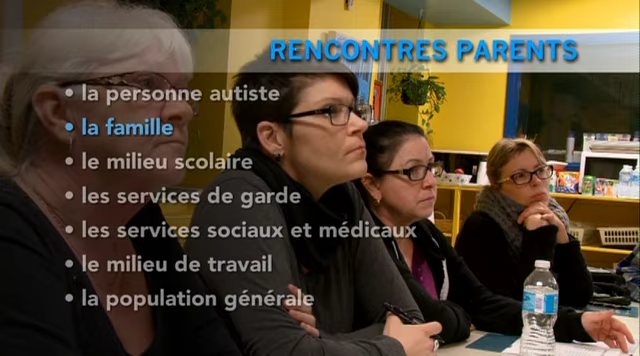 RENCONTRES PARENTS
• la personne autiste
• la famille
• le milieu scolaire
• les services de garde
• les services sociaux et médicaux
• le milieu de travail
• la population générale